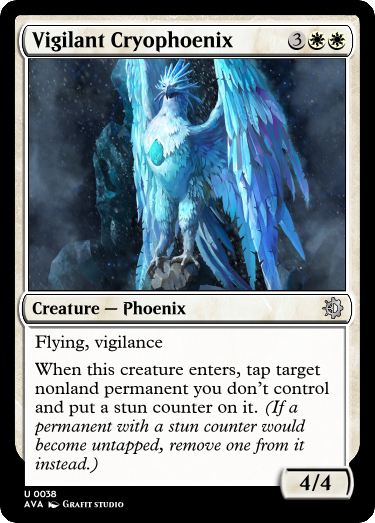 Vigilant Cryophoenix 3
Creature — Phoenix
Flying, vigilance
When this creature enters, tap target
nonland permanent you don't control
and put a stun counter on it. (If a
permanent with a stun counter would
become untapped, remove one from it
instead.)
4/4
U 0038
AVA Grafit studio